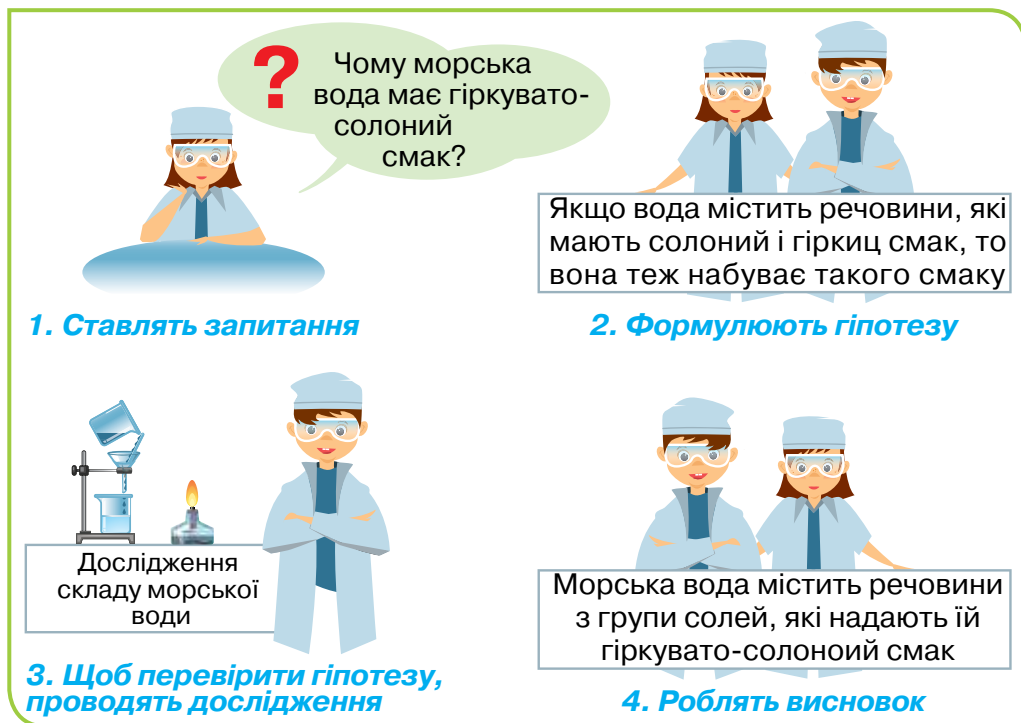 ?
Чому морська
вода має гіркувато-
солоний
смак?
Якщо вода містить речовини, які
мають солоний і гіркиц смак, то
вона теж набуває такого смаку
1. Ставлять запитання
2. Формулюють гіпотезу
Дослідження
складу морської
води
3. Щоб перевірити гіпотезу,
проводять дослідження
Морська вода містить речовини
з групи солей, які надають їй
гіркувато-солоноий смак
4. Роблять висновок